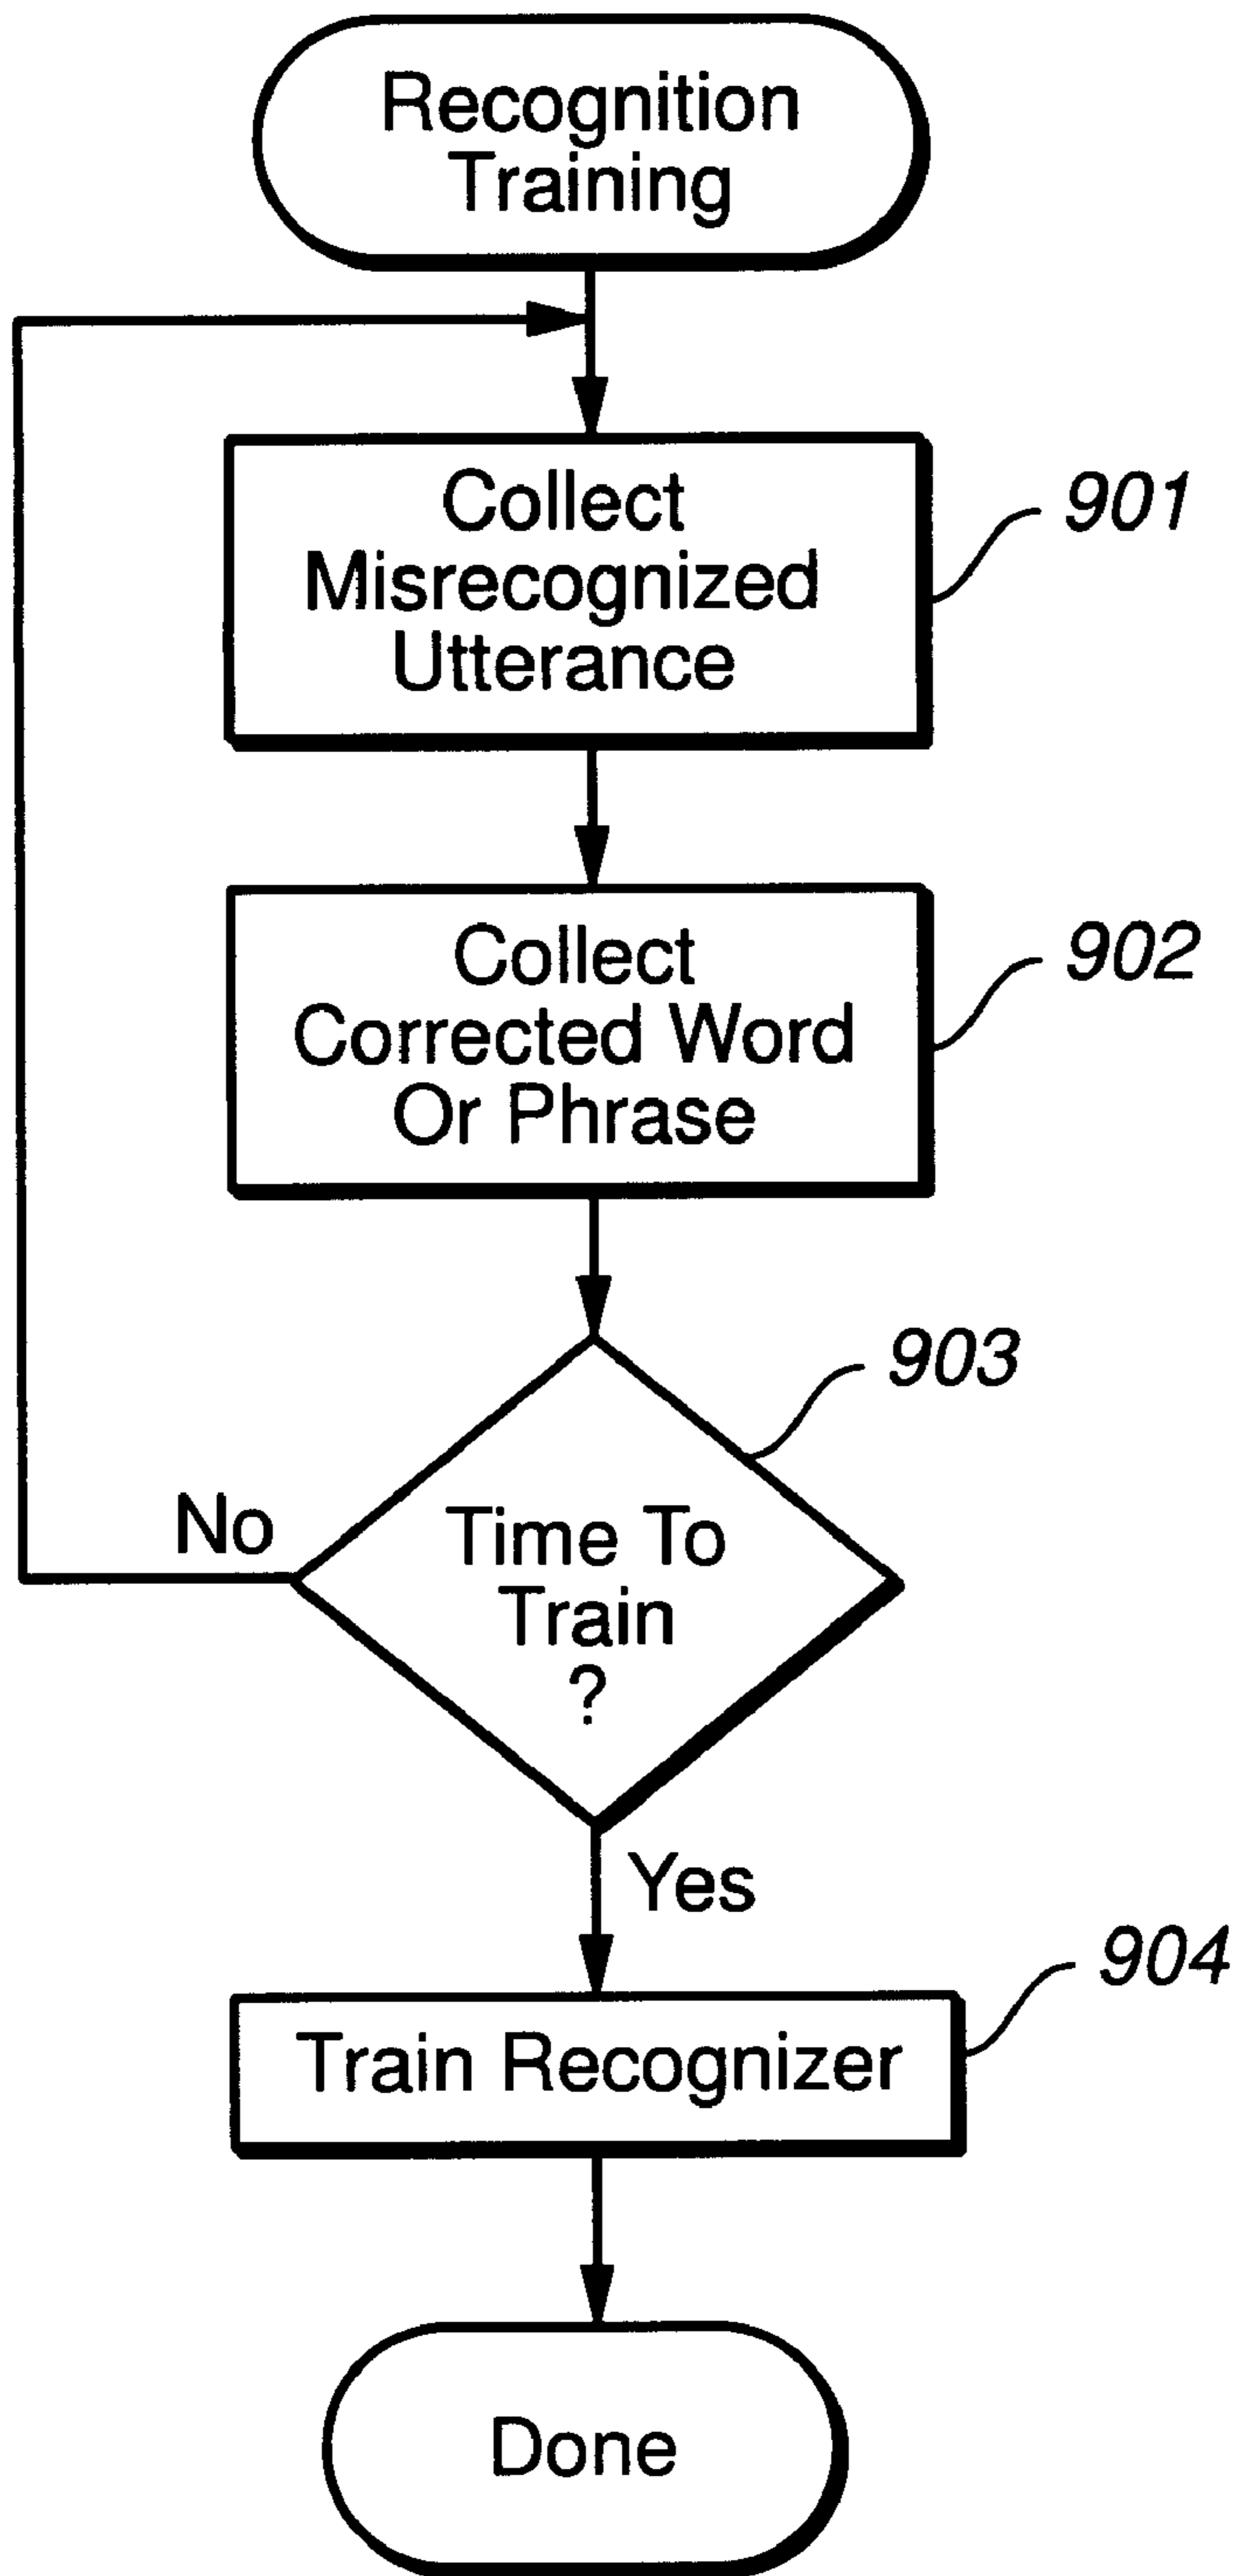 Recognition
Training
Collect
Misrecognized
Utterance
901
Collect
Corrected Word
Or Phrase
902
903
No
Time To
Train
?
Yes
904
Train Recognizer
Done